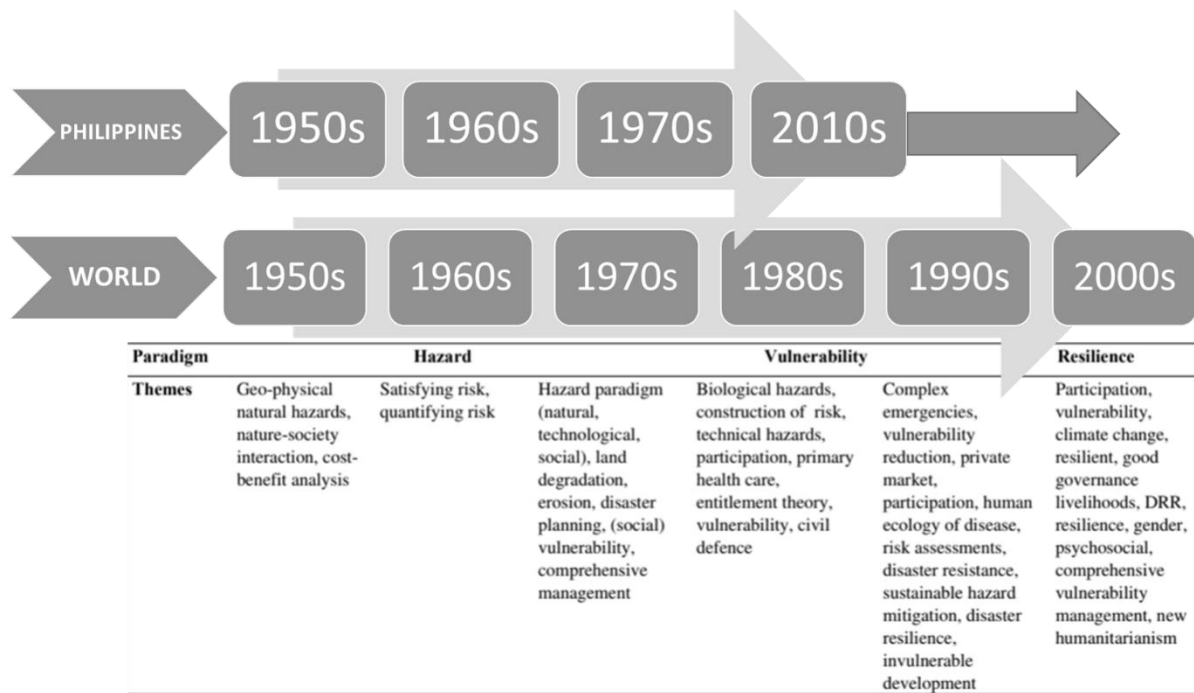 PHILIPPINES
1950s
1960s
1970s
2010s
WORLD
1950s
1960s
1970s
1980s
1990s
2000s
Paradigm
Hazard
Vulnerability
Resilience
Themes
Geo-physical
natural hazards,
nature-society
interaction, cost-
benefit analysis
Satisfying risk,
quantifying risk
Hazard paradigm
(natural,
technological,
social), land
degradation,
erosion, disaster
planning, (social)
vulnerability,
comprehensive
management
Biological hazards,
construction of risk,
technical hazards,
participation, primary
health care,
entitlement theory,
vulnerability, civil
defence
Complex
emergencies,
vulnerability
reduction, private
market,
participation, human
ecology of disease,
risk assessments,
disaster resistance,
sustainable hazard
mitigation, disaster
resilience,
invulnerable
development
Participation,
vulnerability,
climate change,
resilient, good
governance
livelihoods, DRR,
resilience, gender,
psychosocial,
comprehensive
vulnerability
management, new
humanitarianism